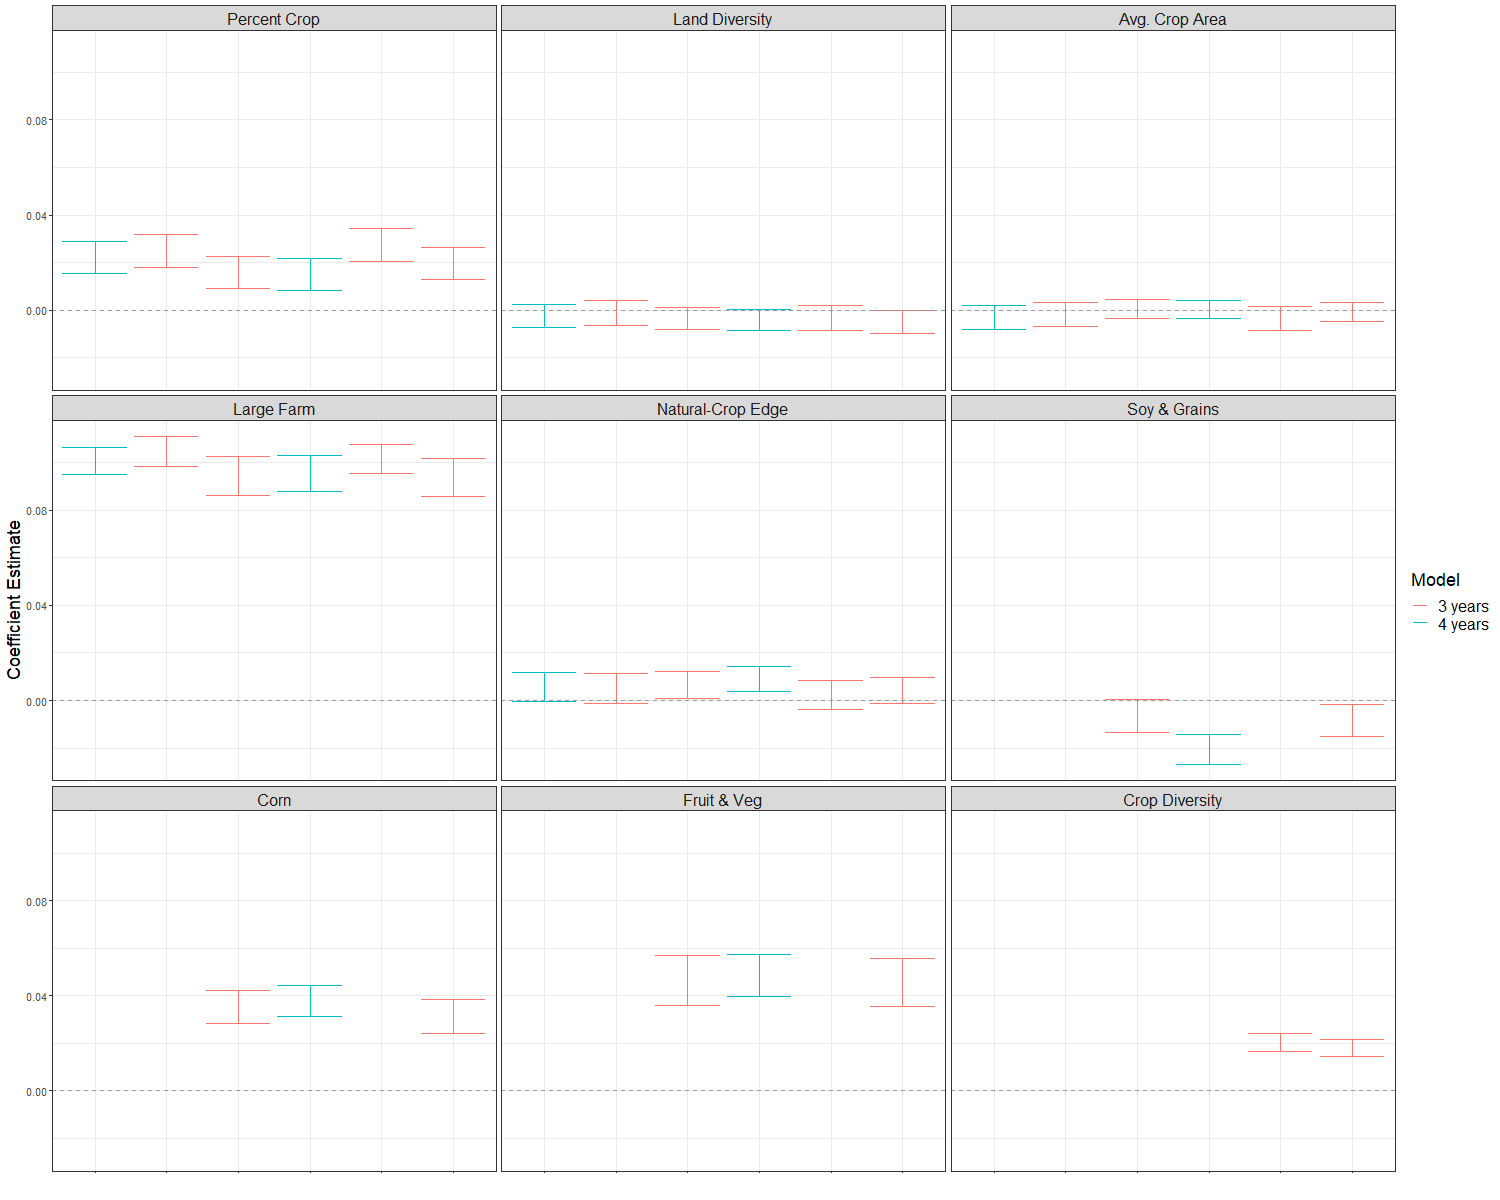 Percent Crop
Land Diversity
Avg. Crop Area
0.08
0.04
0.00
Large Farm
Natural-Crop Edge
Soy & Grains
0.08
0.04
0.00
Coefficient Estimate
Corn
Fruit & Veg
Crop Diversity
0.08
0.04
0.00
Model
3 years
4 years